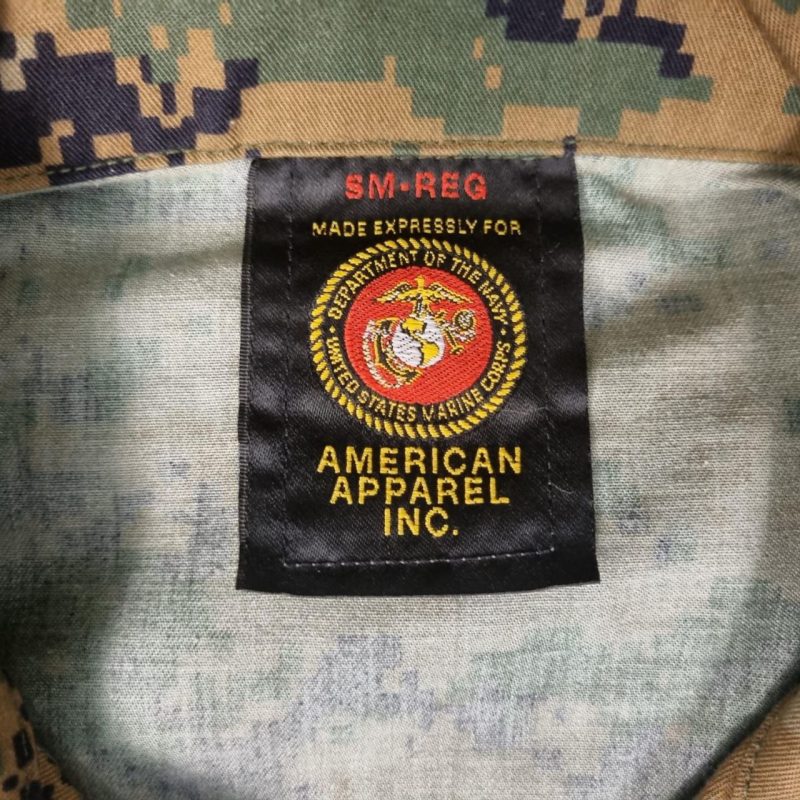 SM-REG
MADE EXPRESSLY FOR
DEPARTMENT OF THE NAVY
UNITED STATES MARINE CORPS
AMERICAN
APPAREL
INC.